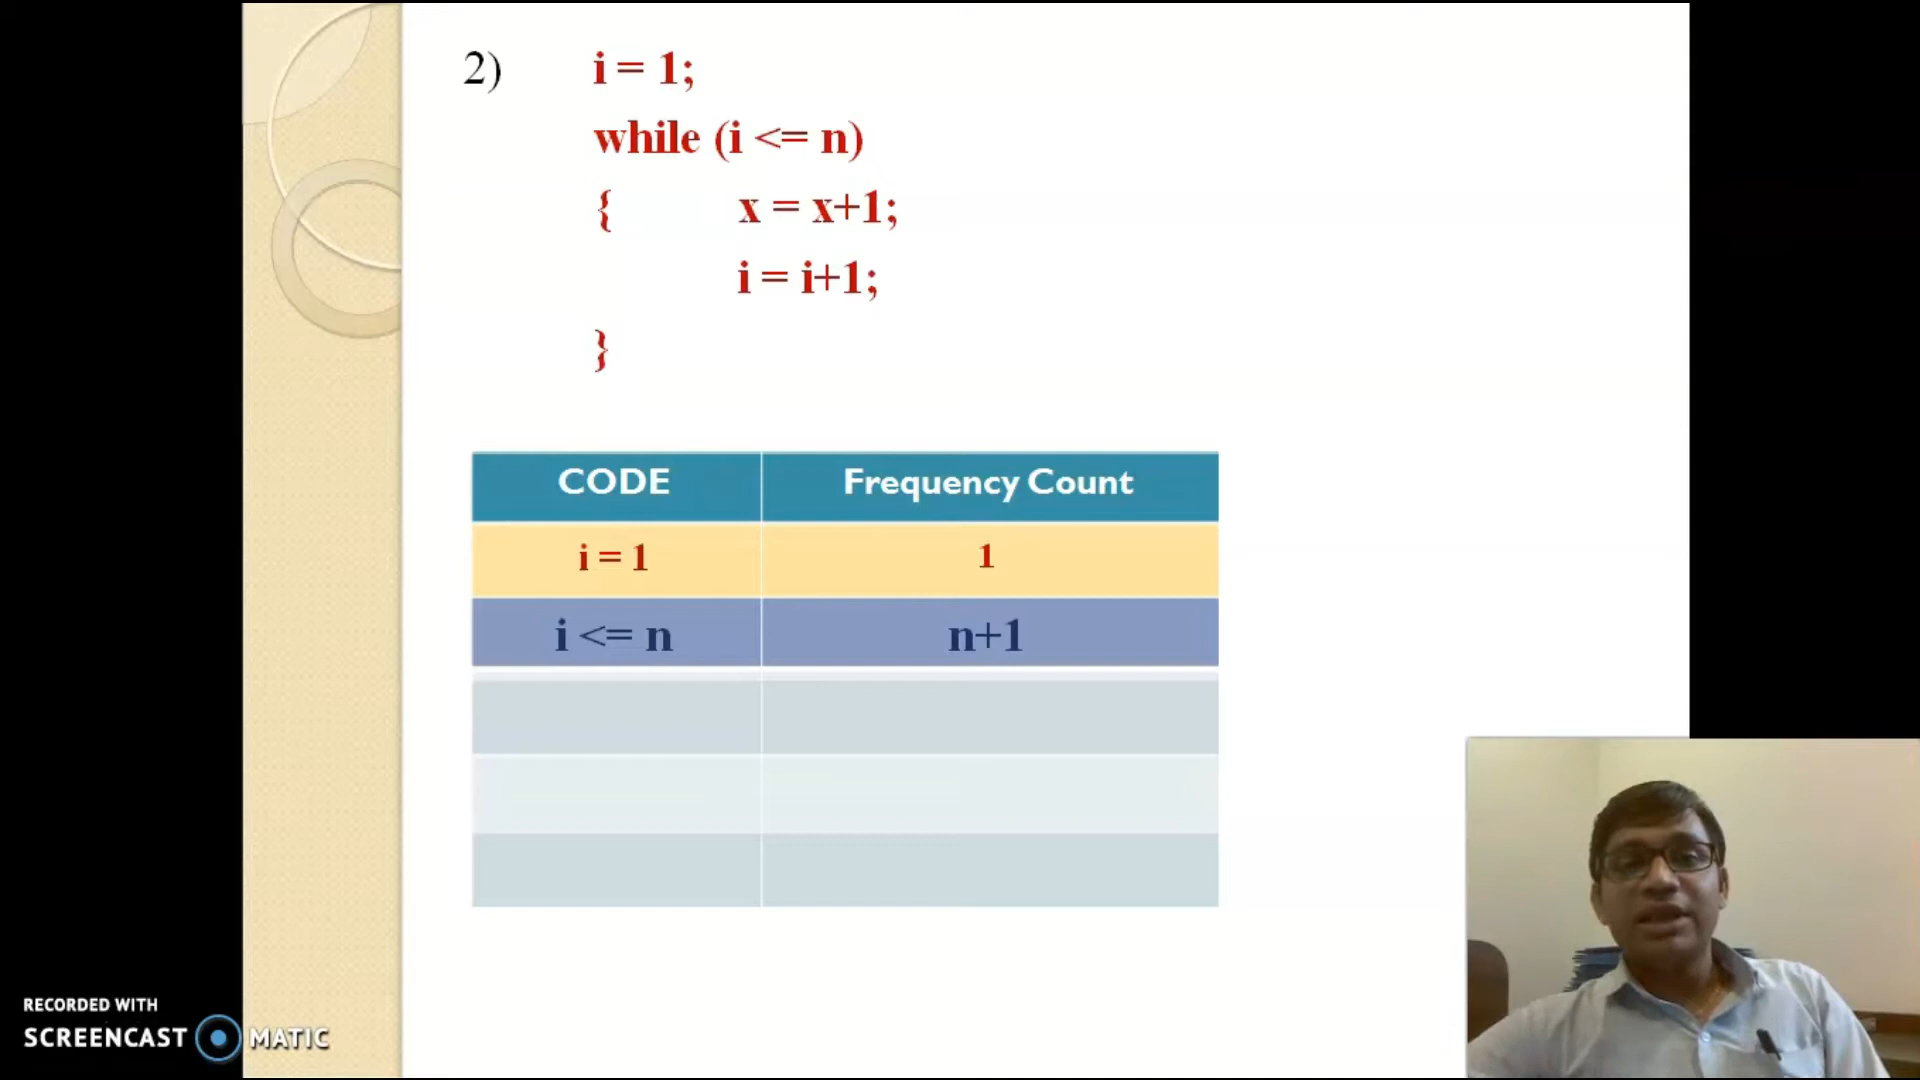 2) i = 1;
while (i <= n)
{ x = x+1;
i = i+1;
}
CODE Frequency Count
i = 1 1
i <= n n+1
RECORDED WITH
SCREENCAST MATIC